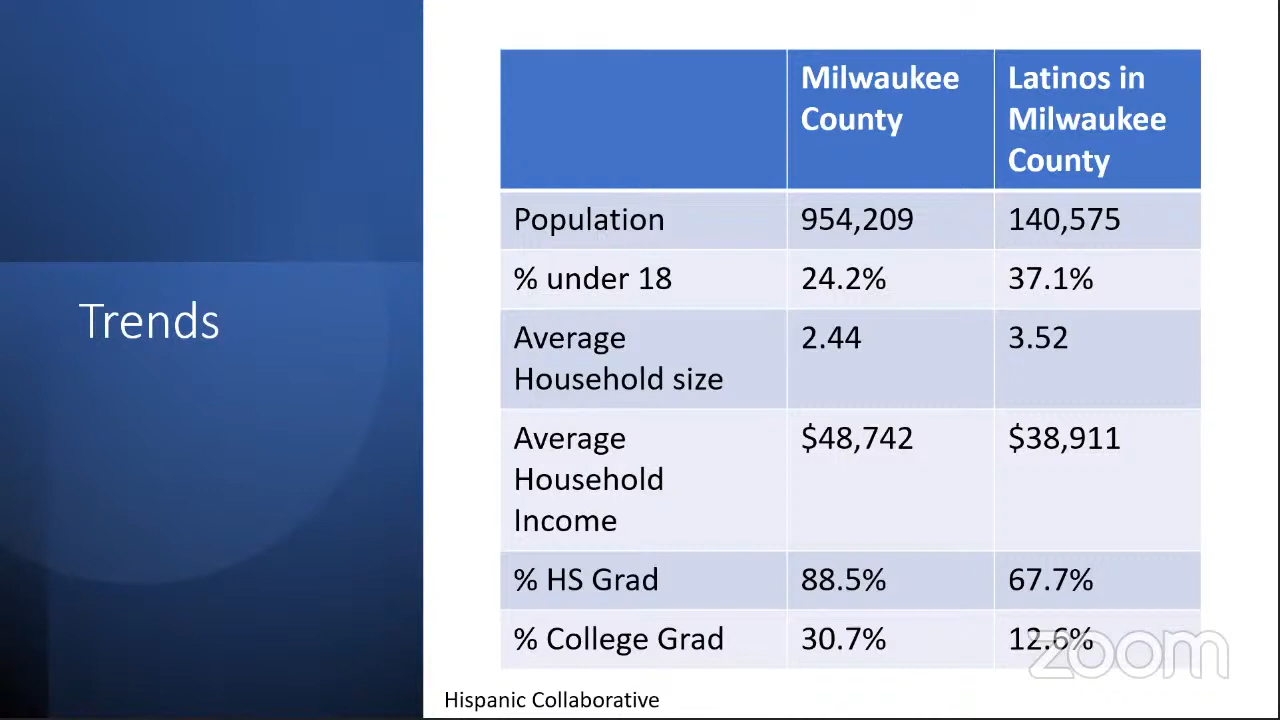 Trends
Milwaukee
County
Latinos in
Milwaukee
County
Population
954,209
140,575
% under 18
24.2%
37.1%
Average
Household size
2.44
3.52
Average
Household
Income
$48,742
$38,911
% HS Grad
88.5%
67.7%
% College Grad
30.7%
12.6%
zoom
Hispanic Collaborative